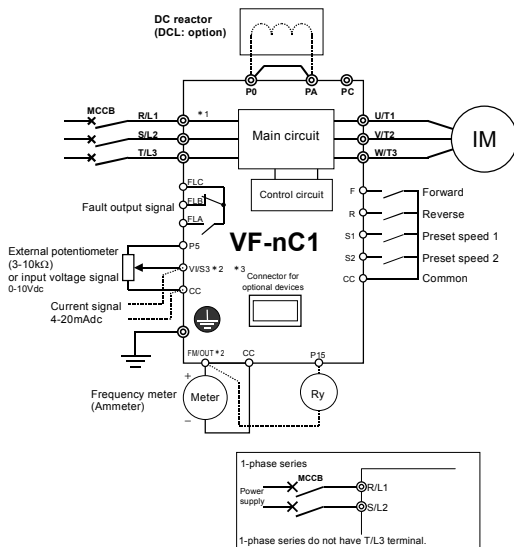 DC reactor
(DCL: option)
P0
PA
PC
MCCB
R/L1
*1
U/T1
S/L2
Main circuit
V/T2
IM
T/L3
W/T3
FLC
Control circuit
F
Forward
Fault output signal
FLB
R
Reverse
FLA
VF-nC1
S1
Preset speed 1
P5
External potentiometer
(3-10kΩ)
or input voltage signal
0-10Vdc
VI/S3*2
*3
Connector for
optional devices
S2
Preset speed 2
CC
Common
CC
Current signal
4-20mAdc
FM/OUT*2
CC
P15
+
Frequency meter
(Ammeter)
Meter
Ry
−
1-phase series
MCCB
Power
supply
R/L1
S/L2
1-phase series do not have T/L3 terminal.